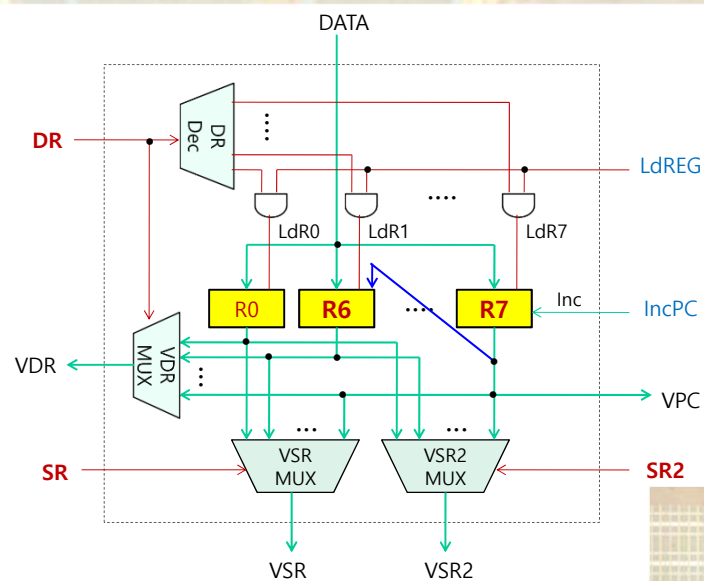 DATA
DR
DR
Dec
....
LdREG
....
LdR0
LdR1
LdR7
R0
R6
....
R7
Inc
IncPC
VDR
VDR
MUX
...
VPC
...
...
SR
VSR
MUX
VSR2
MUX
SR2
VSR
VSR2